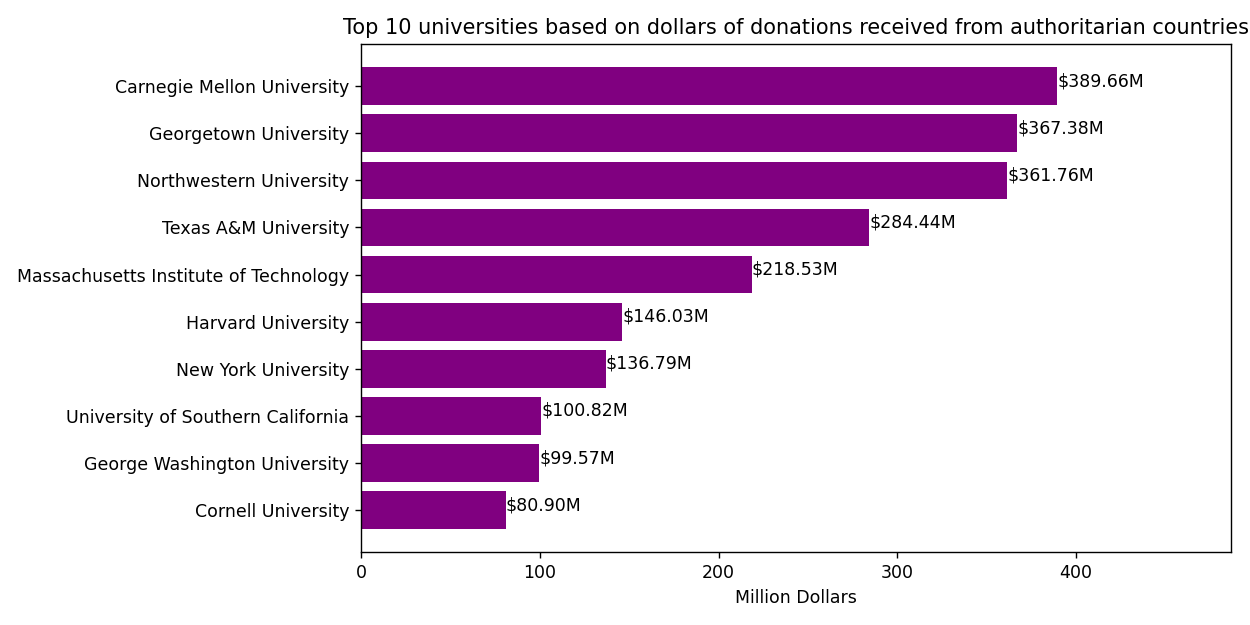 Top 10 universities based on dollars of donations received from authoritarian countries
Carnegie Mellon University $389.66M
Georgetown University $367.38M
Northwestern University $361.76M
Texas A&M University $284.44M
Massachusetts Institute of Technology $218.53M
Harvard University $146.03M
New York University $136.79M
University of Southern California $100.82M
George Washington University $99.57M
Cornell University $80.90M
0 100 200 300 400
Million Dollars